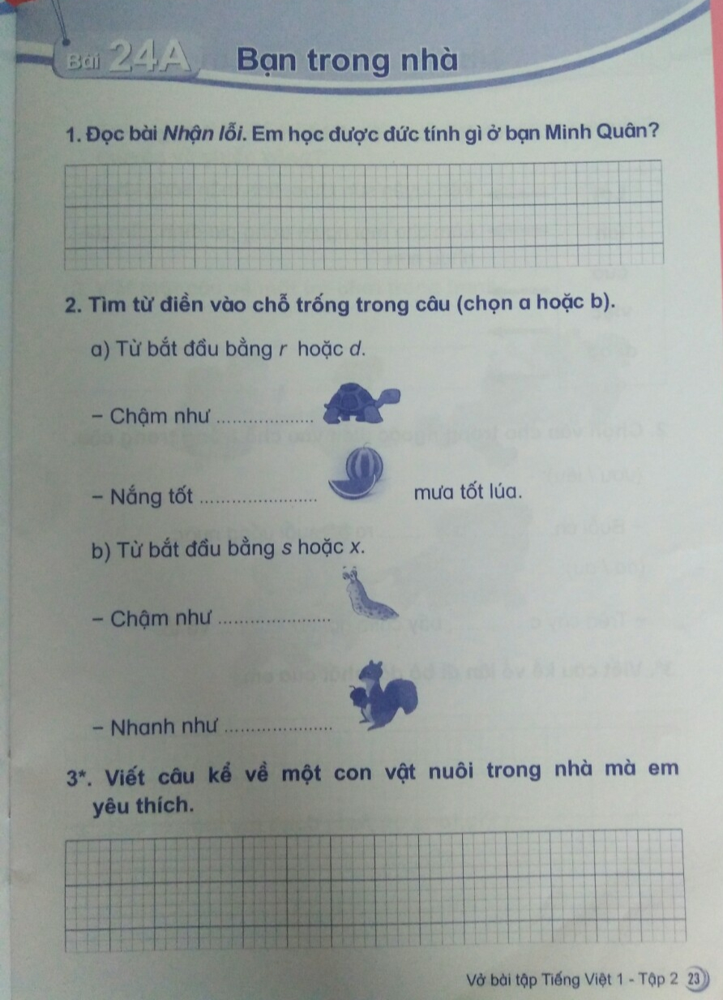 Bài 24A Bạn trong nhà
1. Đọc bài Nhận lỗi. Em học được đức tính gì ở bạn Minh Quân?
2. Tìm từ điền vào chỗ trống trong câu (chọn a hoặc b).
a) Từ bắt đầu bằng r hoặc d.
– Chậm như ....................
– Nắng tốt ........................ mưa tốt lúa.
b) Từ bắt đầu bằng s hoặc x.
– Chậm như .......................
– Nhanh như ......................
3*. Viết câu kể về một con vật nuôi trong nhà mà em
yêu thích.
Vở bài tập Tiếng Việt 1 - Tập 2 23